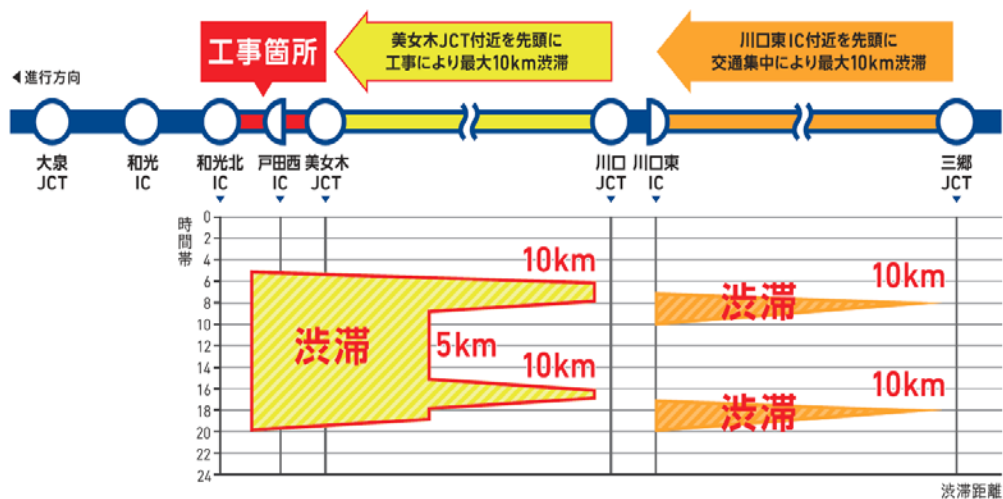 工事箇所
美女木JCT付近を先頭に
工事により最大10km渋滞
川口東IC付近を先頭に
交通集中により最大10km渋滞
◀進行方向
大泉
JCT
和光
IC
和光北
IC
戸田西
IC
美女木
JCT
川口
JCT
川口東
IC
三郷
JCT
時間帯
0
2
4
6
8
10
12
14
16
18
20
22
24
10km
渋滞
5km
10km
10km
渋滞
10km
渋滞
渋滞距離